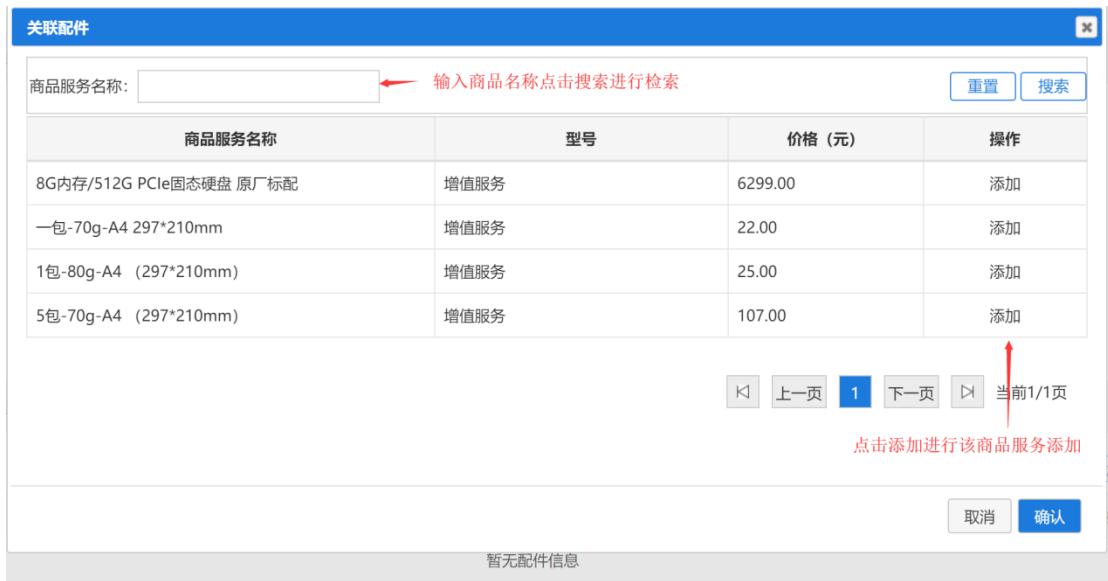 关联配件
商品服务名称: 输入商品名称点击搜索进行检索 重置 搜索
商品服务名称 型号 价格（元） 操作
8G内存/512G PCIe固态硬盘 原厂标配 增值服务 6299.00 添加
一包-70g-A4 297*210mm 增值服务 22.00 添加
1包-80g-A4 （297*210mm） 增值服务 25.00 添加
5包-70g-A4 （297*210mm） 增值服务 107.00 添加
上一页 1 下一页 当前1/1页
点击添加进行该商品服务添加
取消 确认
暂无配件信息